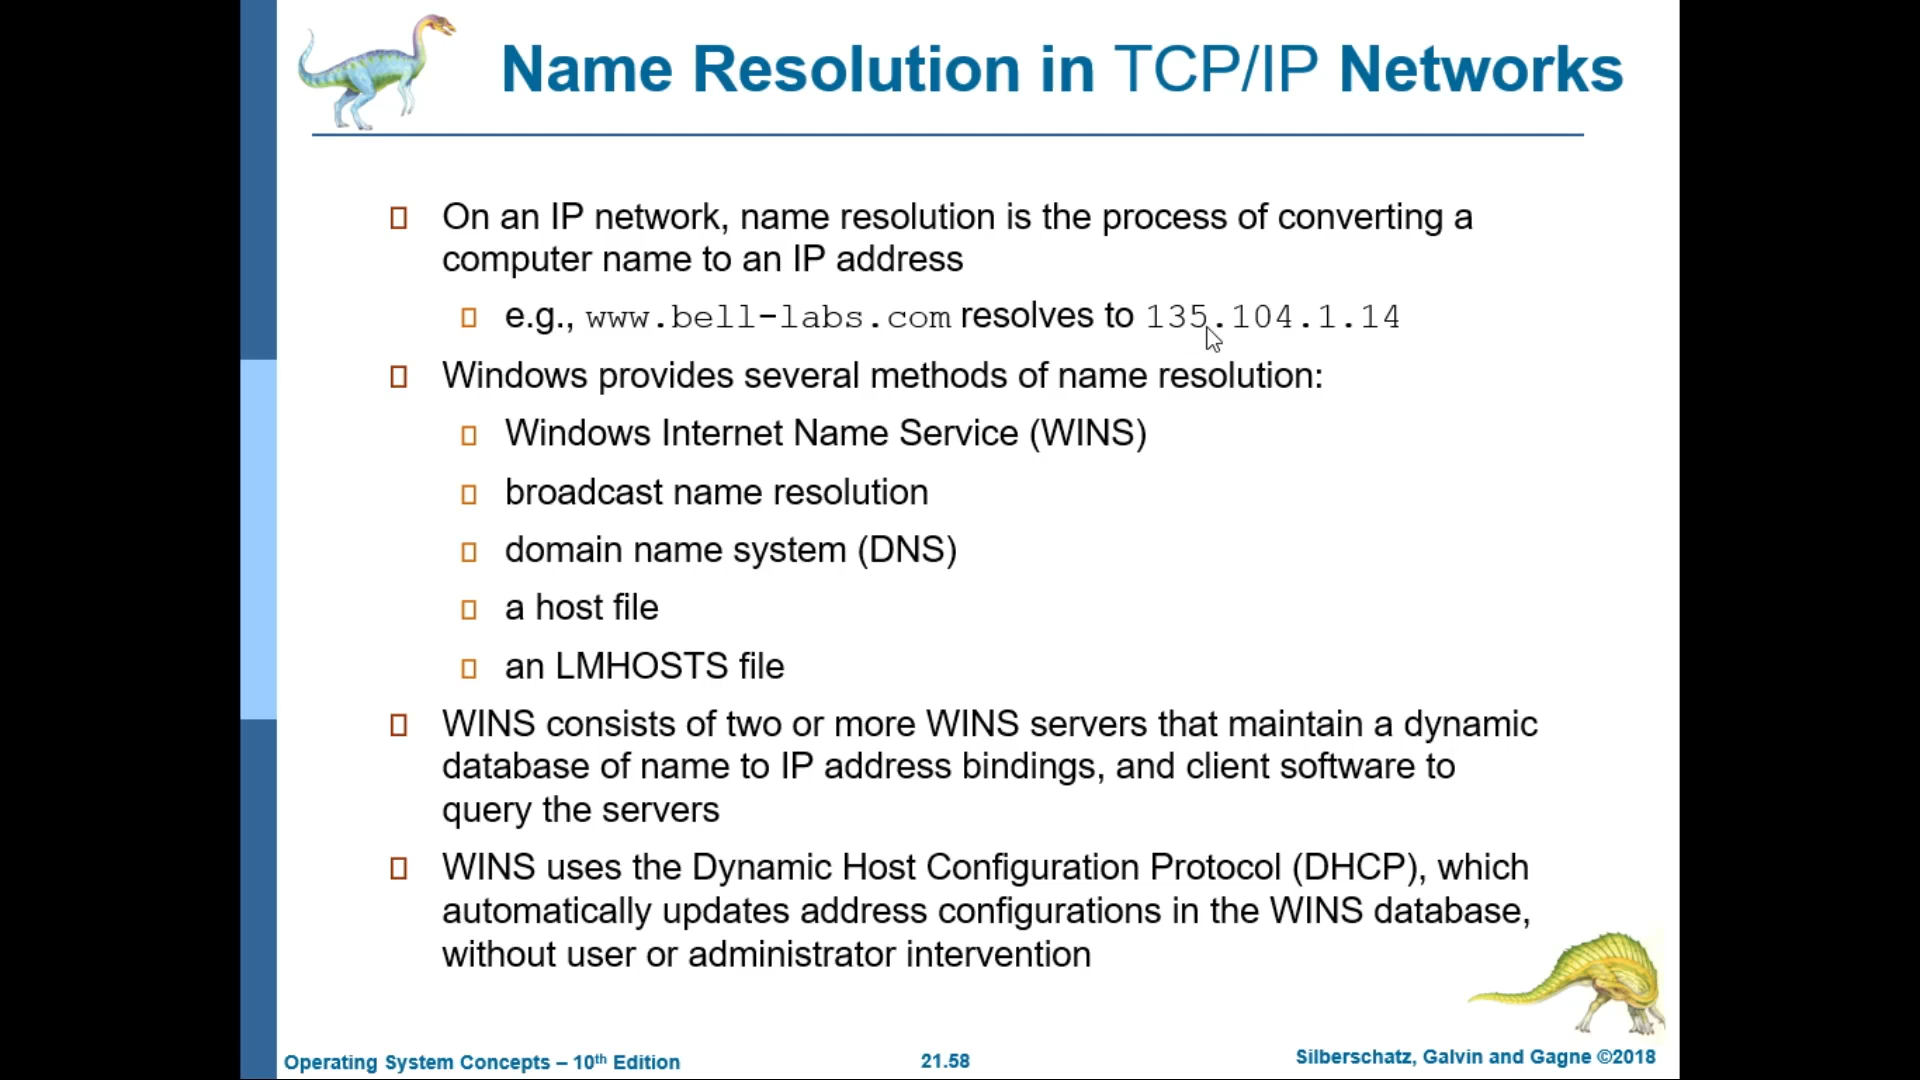 Name Resolution in TCP/IP Networks
On an IP network, name resolution is the process of converting a
computer name to an IP address
e.g., www.bell-labs.com resolves to 135.104.1.14
Windows provides several methods of name resolution:
Windows Internet Name Service (WINS)
broadcast name resolution
domain name system (DNS)
a host file
an LMHOSTS file
WINS consists of two or more WINS servers that maintain a dynamic
database of name to IP address bindings, and client software to
query the servers
WINS uses the Dynamic Host Configuration Protocol (DHCP), which
automatically updates address configurations in the WINS database,
without user or administrator intervention
Operating System Concepts – 10th Edition
21.58
Silberschatz, Galvin and Gagne ©2018